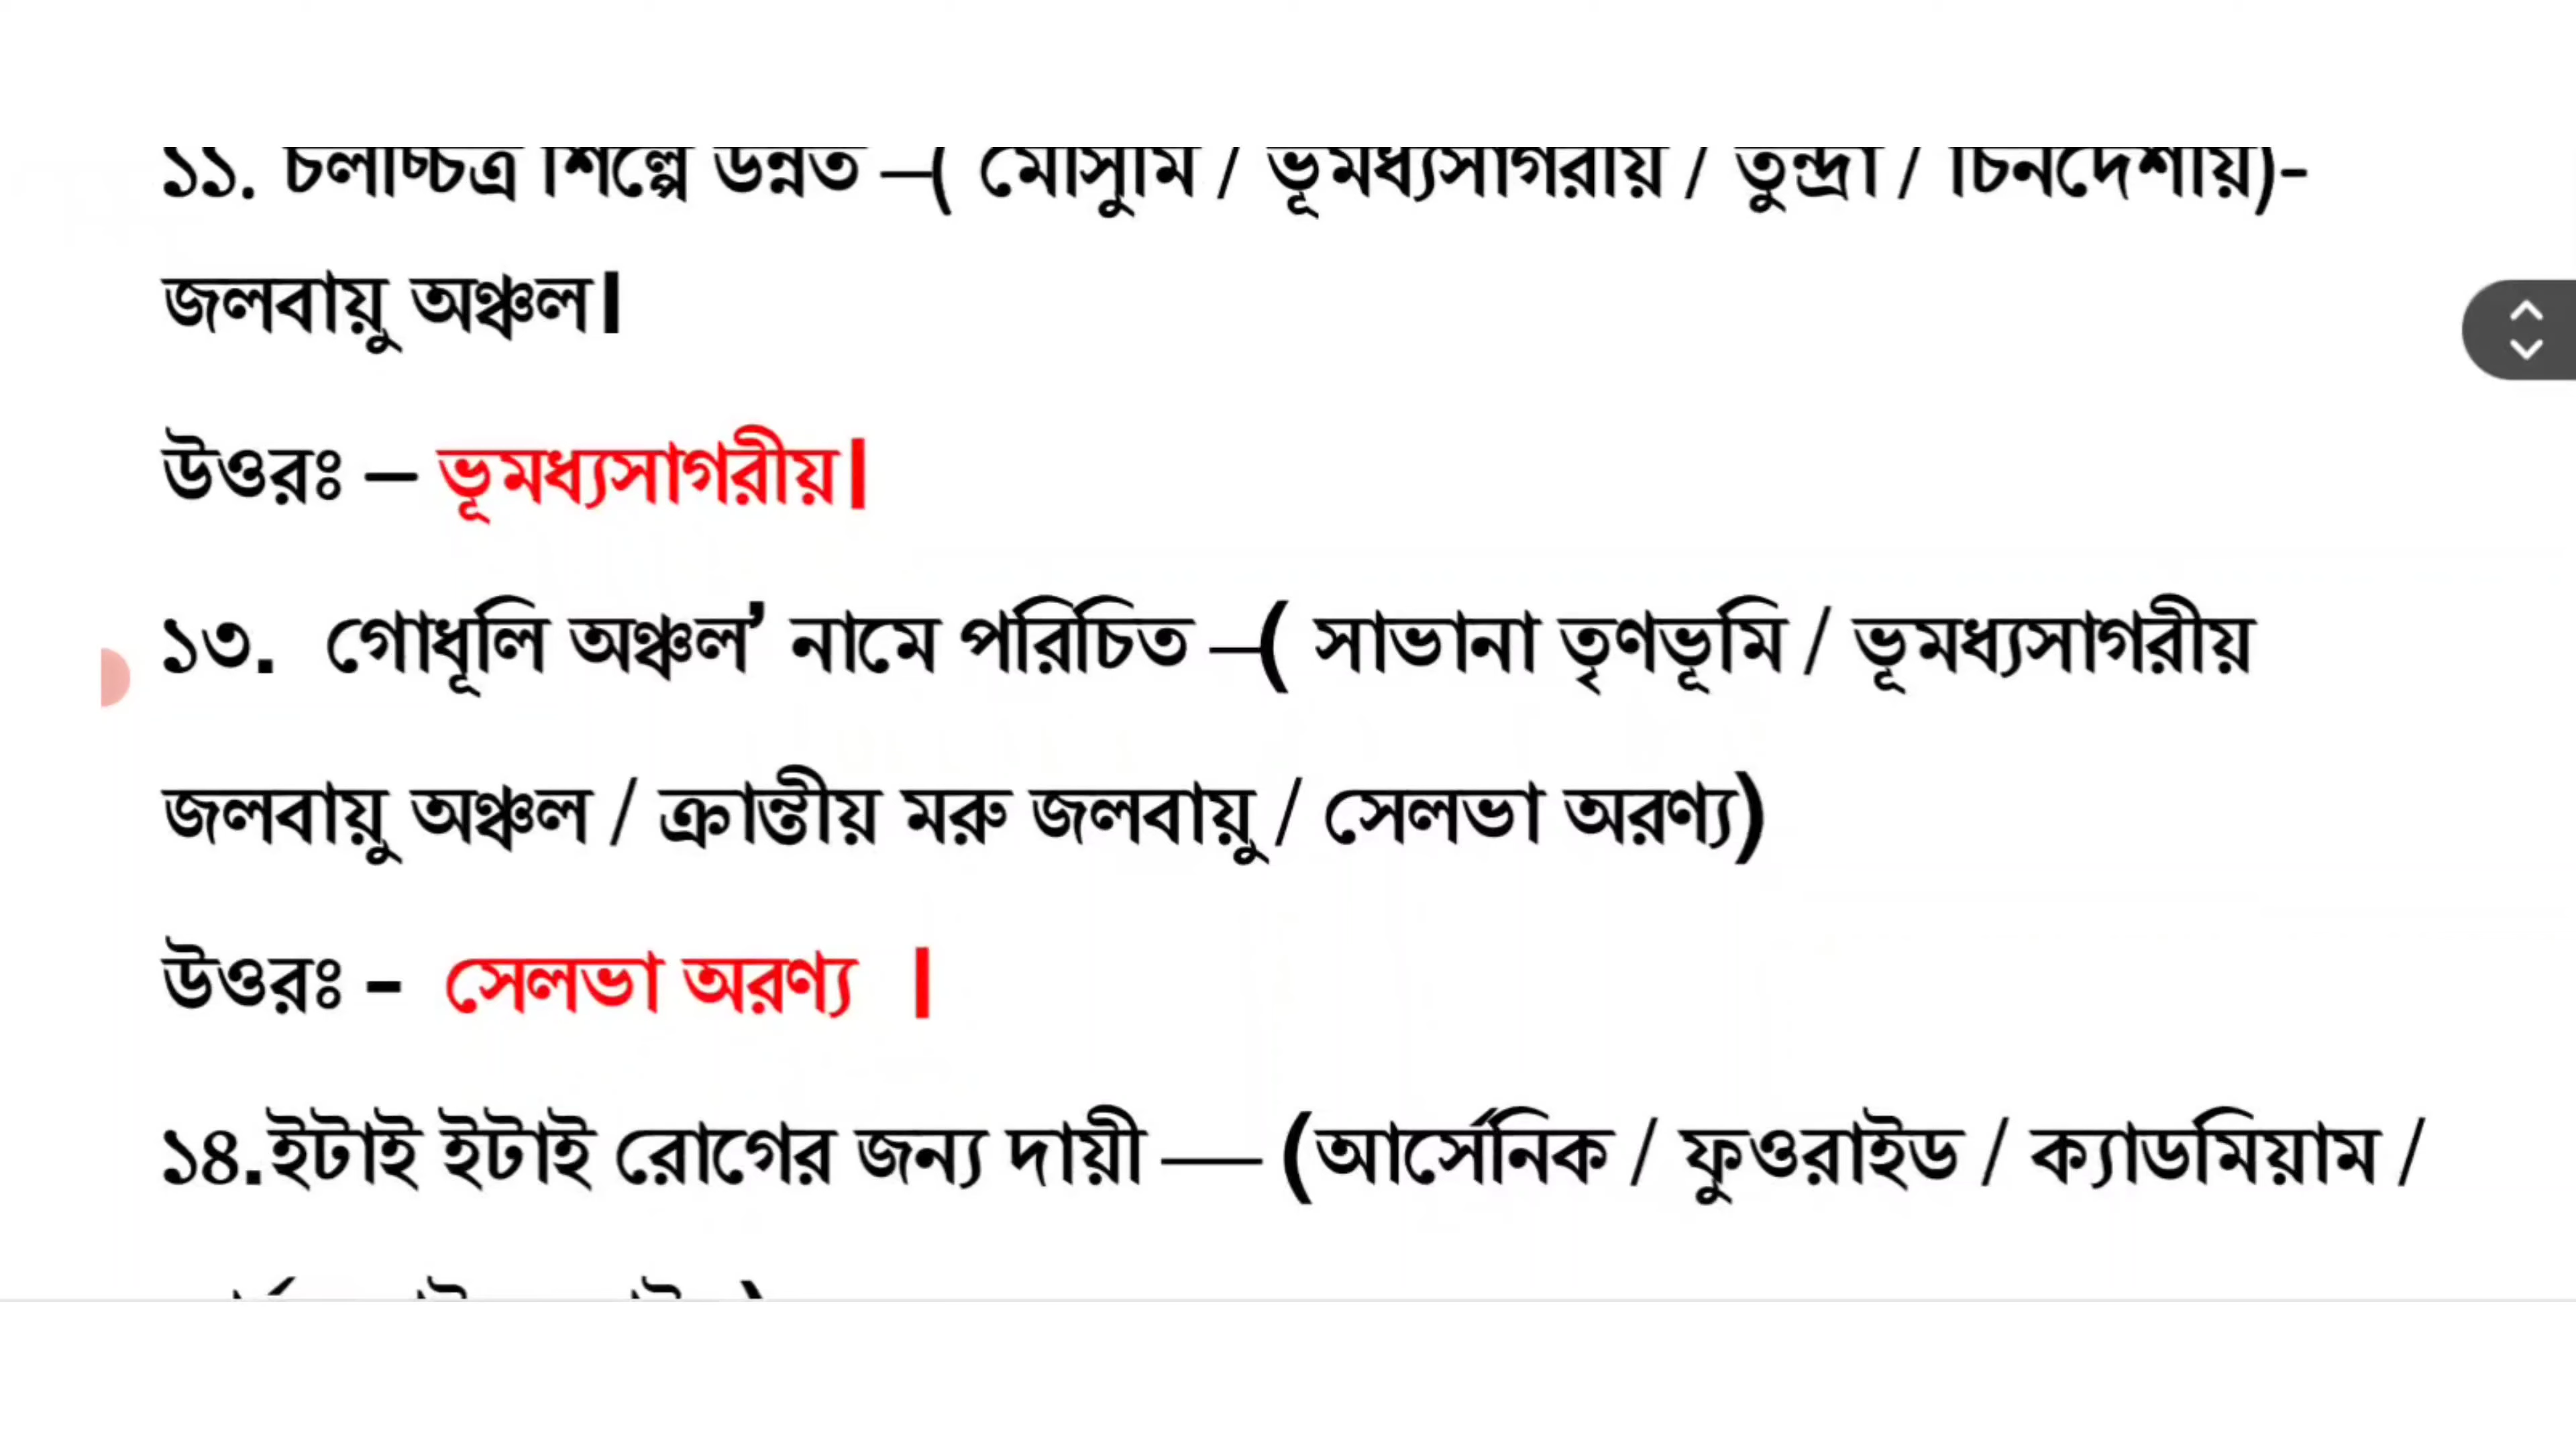 ১১. চলচ্চিত্র শিল্পে উন্নত –( মৌসুমি / ভূমধ্যসাগরীয় / তুন্দ্রা / চিনদেশীয়)-
জলবায়ু অঞ্চল।
উওরঃ – ভূমধ্যসাগরীয়।
১৩. গোধূলি অঞ্চল’ নামে পরিচিত –( সাভানা তৃণভূমি / ভূমধ্যসাগরীয়
জলবায়ু অঞ্চল / ক্রান্তীয় মরু জলবায়ু / সেলভা অরণ্য)
উওরঃ - সেলভা অরণ্য ।
১৪.ইটাই ইটাই রোগের জন্য দায়ী — (আর্সেনিক / ফুওরাইড / ক্যাডমিয়াম /